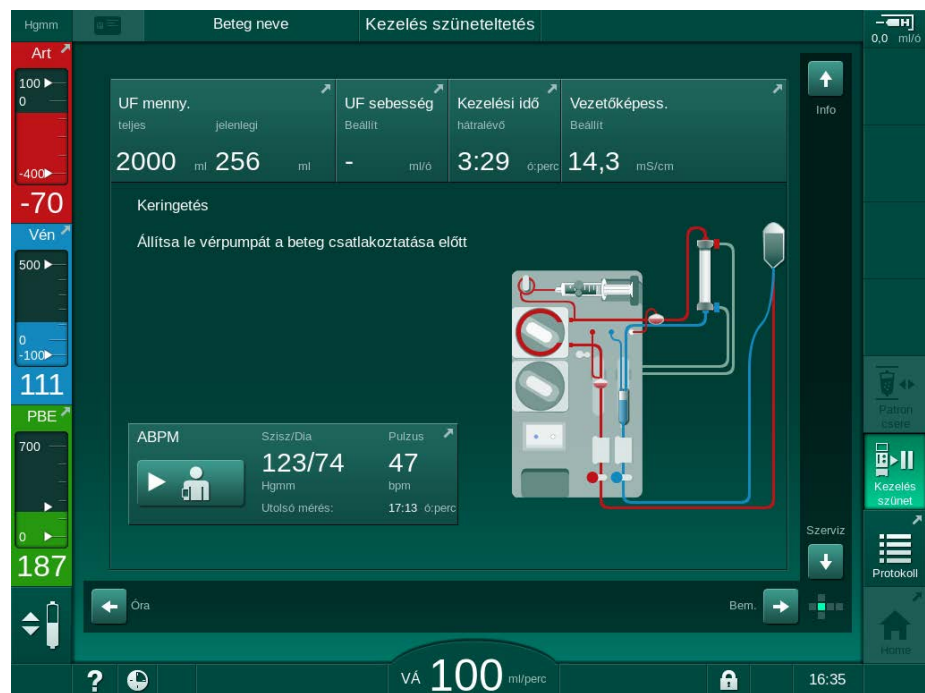 Hgmm
Beteg neve
Kezelés szüneteltetés
0,0 ml/ó
Art
100
0
-400
-70
Vén
500
0
-100
111
PBE
700
0
187
UF menny.
teljes
jelenlegi
2000 ml 256 ml
UF sebesség
Beállít
- ml/ó
Kezelési idő
hátralévő
3:29 ó:perc
Vezetőképess.
Beállít
14,3 mS/cm
Info
Keringetés
Állítsa le vérpumpát a beteg csatlakoztatása előtt
ABPM
Szisz/Dia
Pulzus
123/74
47
Hgmm
bpm
Utolsó mérés:
17:13 ó:perc
Patrun
csere
Kezelés
szünet
Szerviz
Protokoll
Óra
Bem.
Home
? VÁ 100 ml/perc
16:35